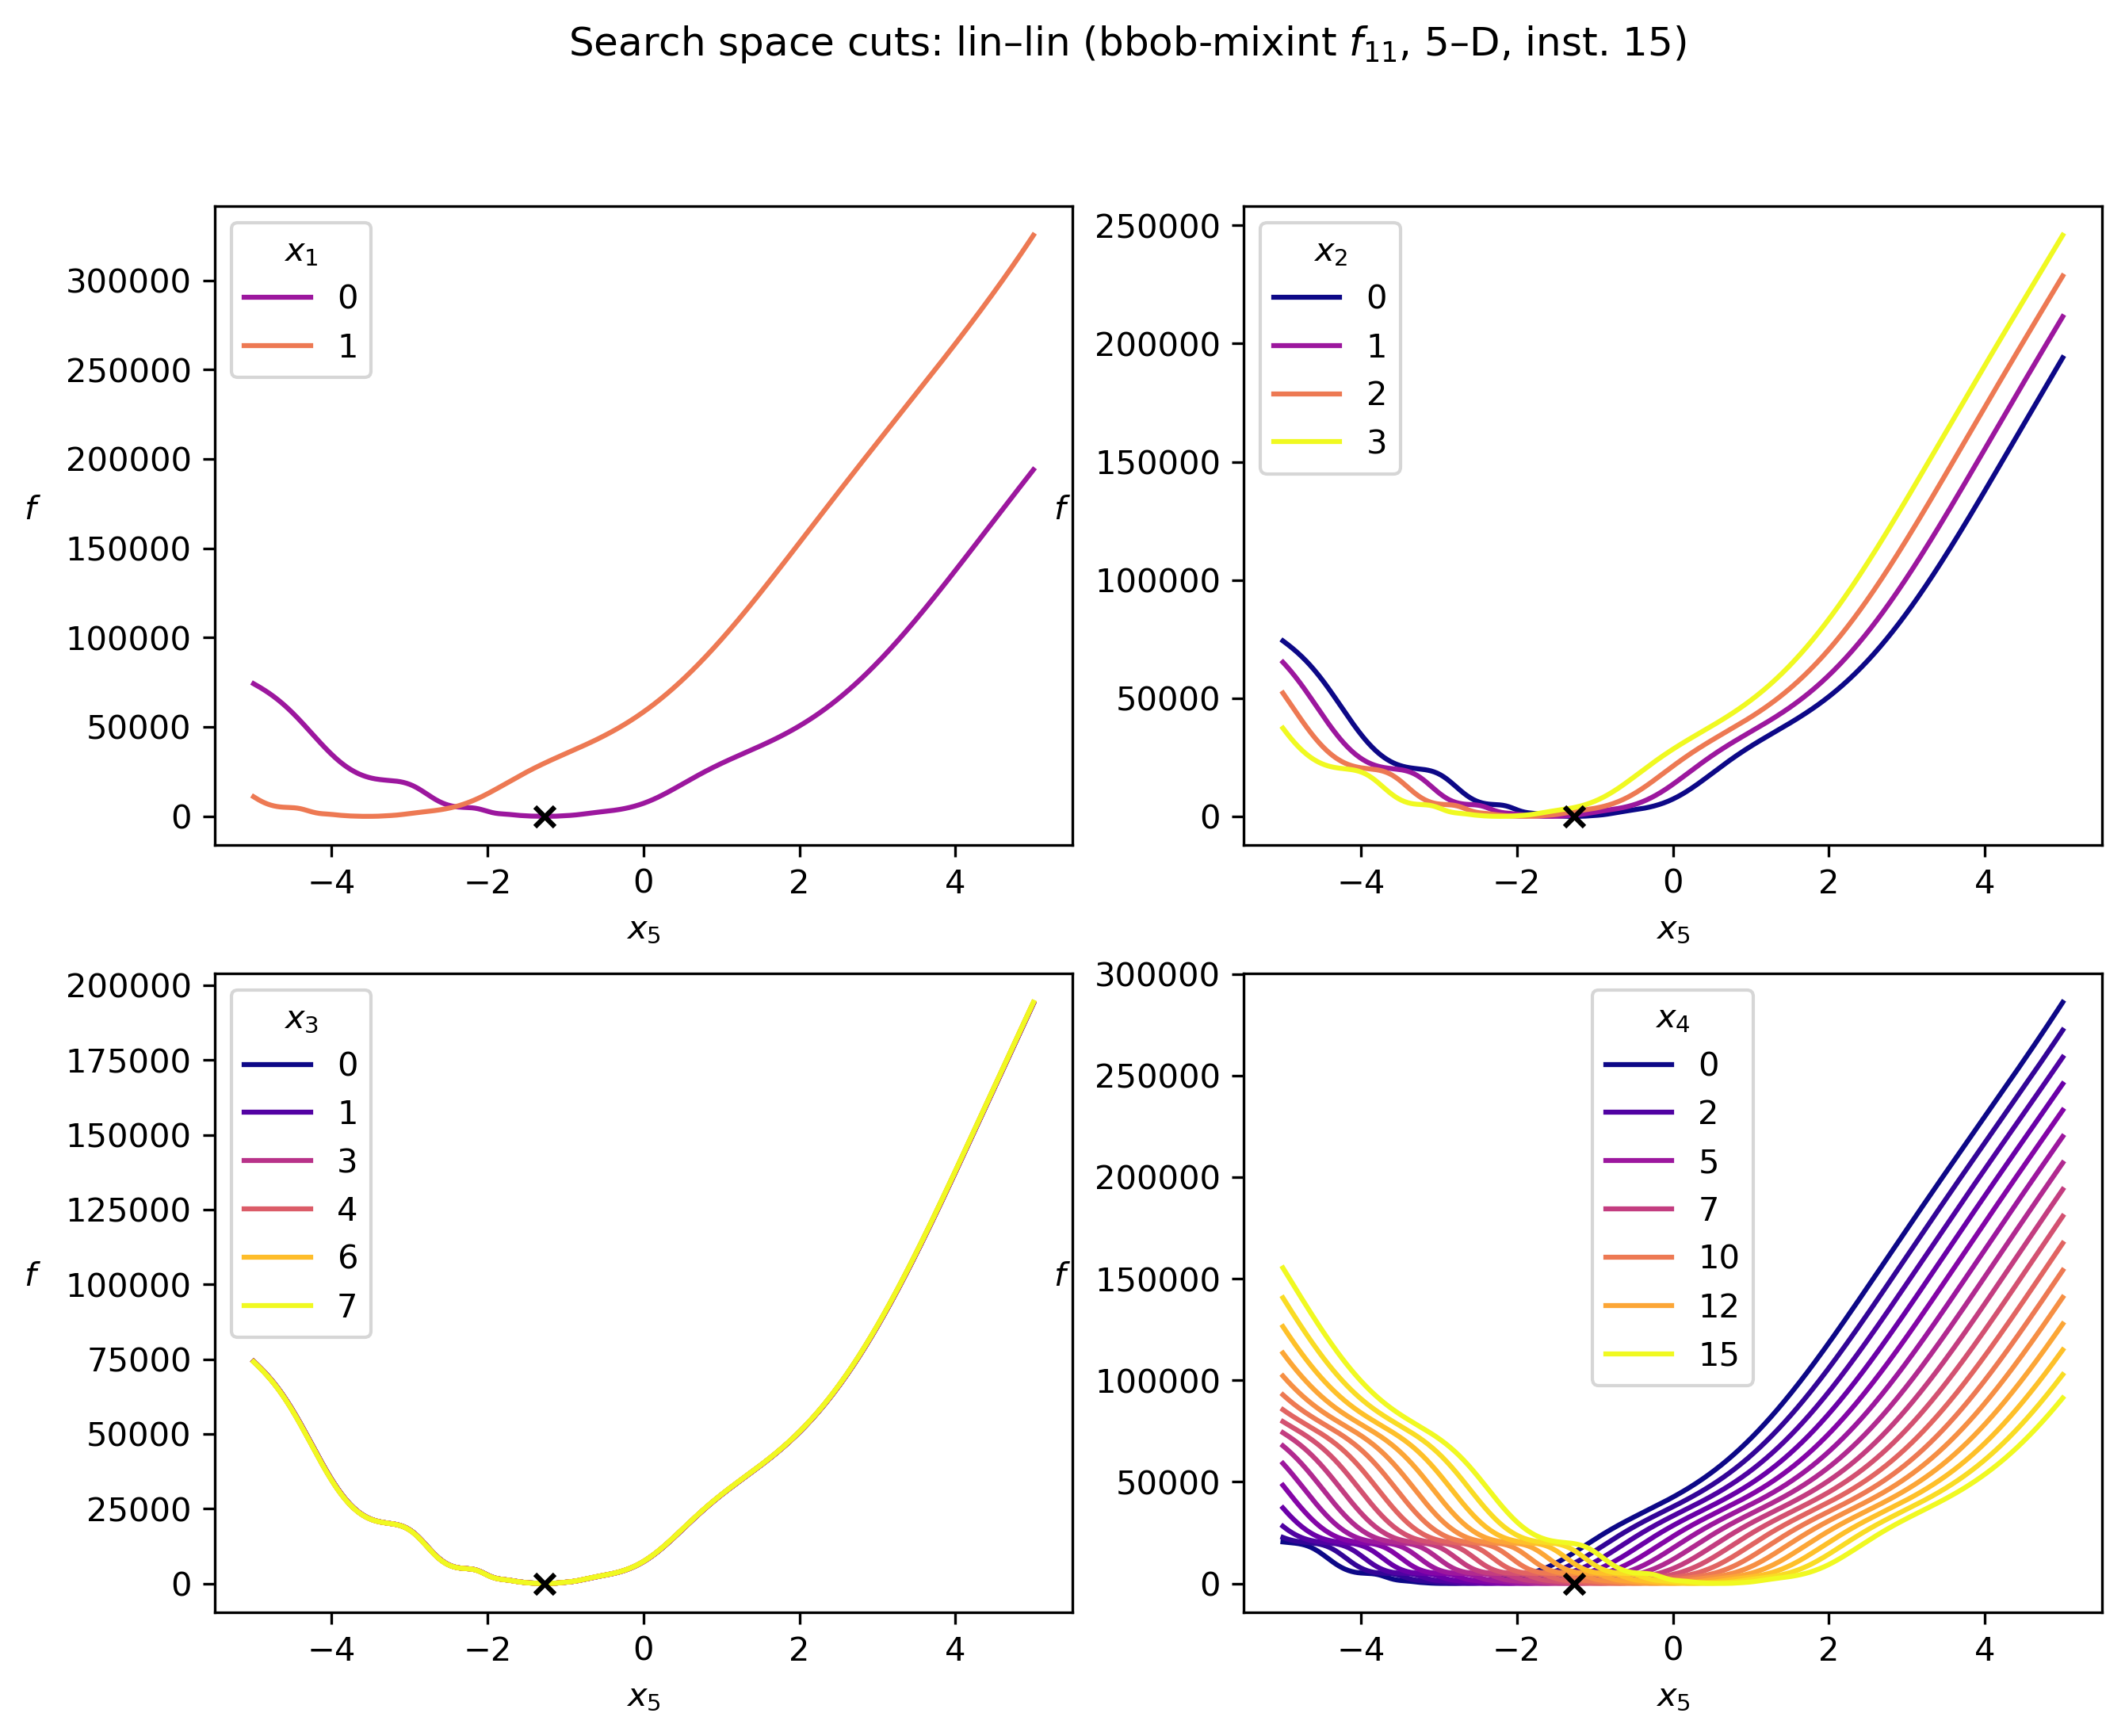 Search space cuts: lin–lin (bbob-mixint f11, 5–D, inst. 15)
x1
0
1
300000
250000
200000
150000
100000
50000
0
f
−4 −2 0 2 4
x5
x2
0
1
2
3
250000
200000
150000
100000
50000
0
f
−4 −2 0 2 4
x5
x3
0
1
3
4
6
7
200000
175000
150000
125000
100000
75000
50000
25000
0
f
−4 −2 0 2 4
x5
x4
0
2
5
7
10
12
15
300000
250000
200000
150000
100000
50000
0
f
−4 −2 0 2 4
x5